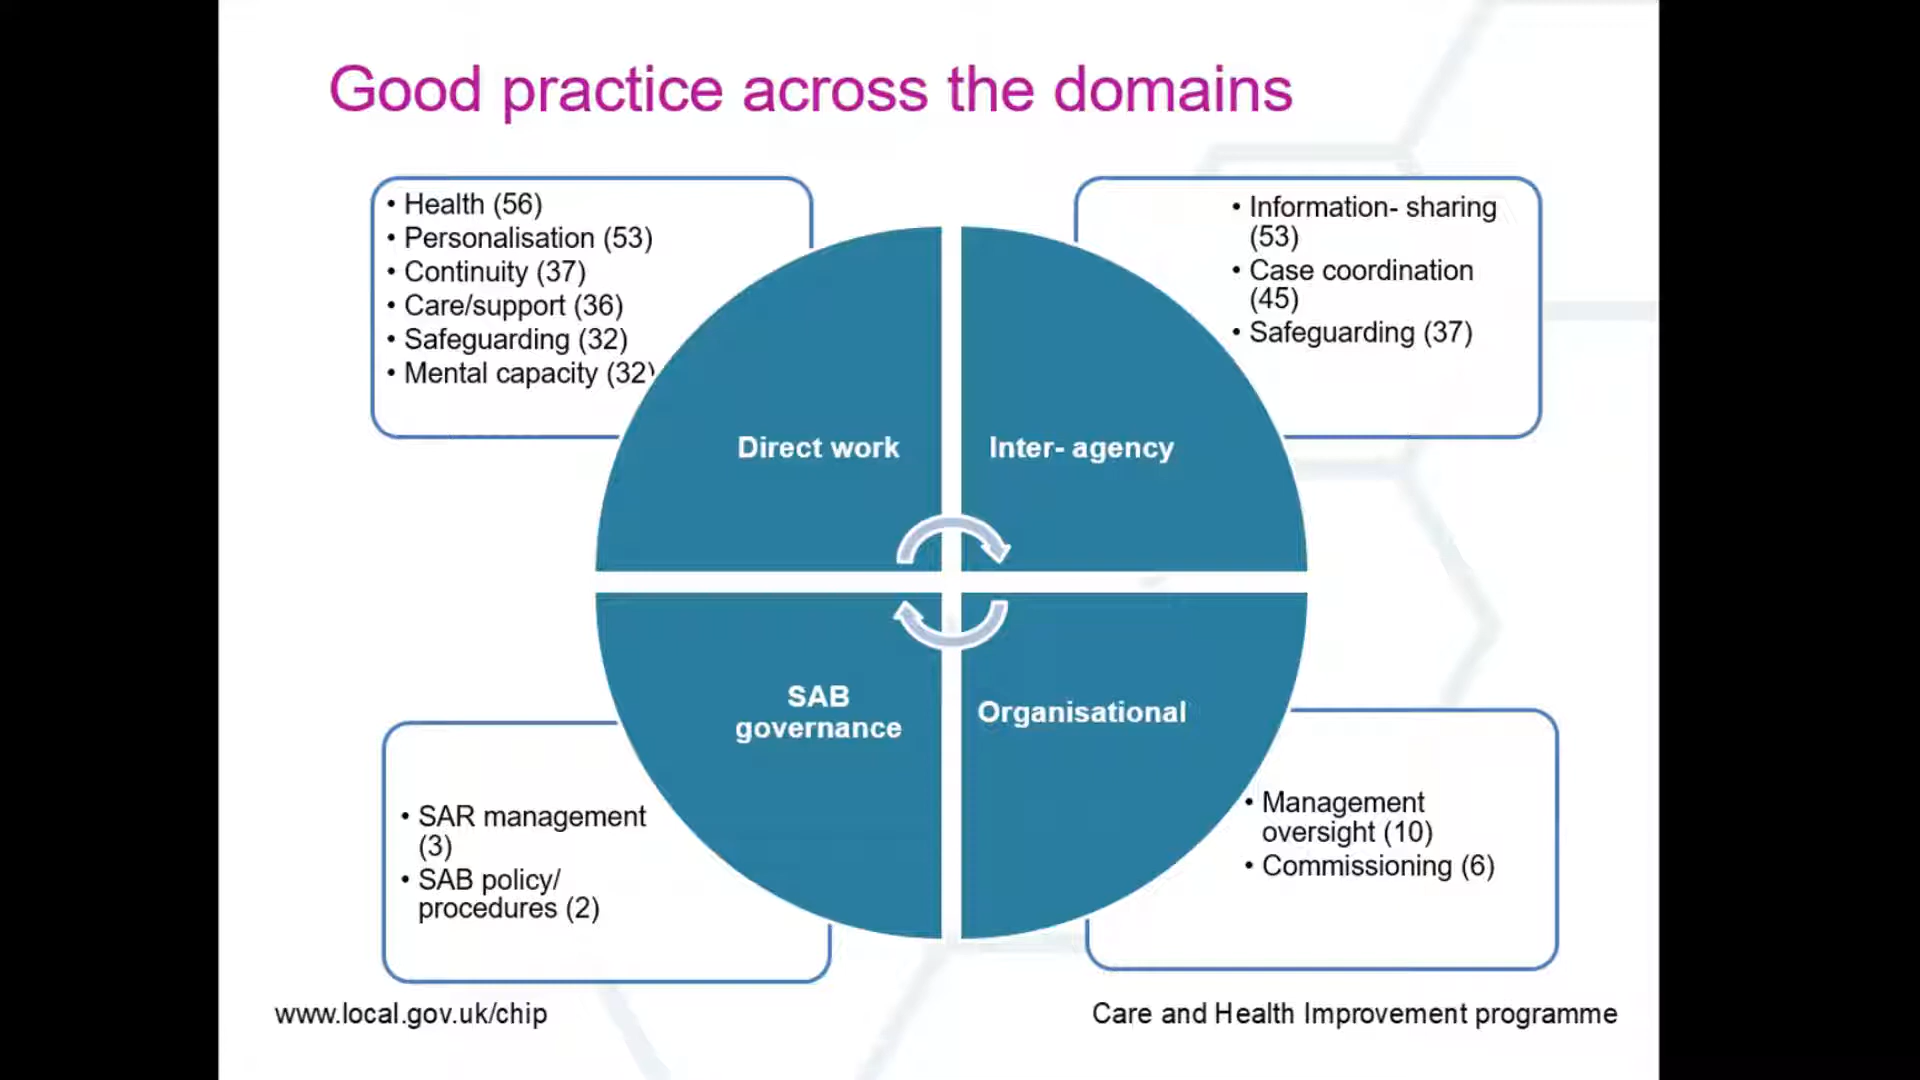 Good practice across the domains
• Health (56)
• Personalisation (53)
• Continuity (37)
• Care/support (36)
• Safeguarding (32)
• Mental capacity (32)
• Information- sharing
(53)
• Case coordination
(45)
• Safeguarding (37)
Direct work
Inter- agency
SAB
governance
Organisational
• SAR management
(3)
• SAB policy/
procedures (2)
• Management
oversight (10)
• Commissioning (6)
www.local.gov.uk/chip
Care and Health Improvement programme